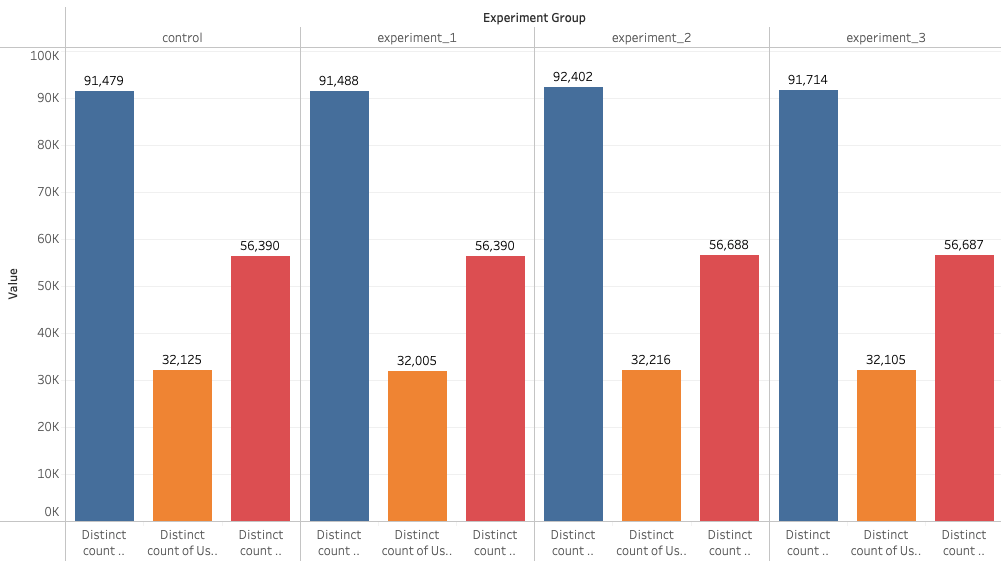 Experiment Group
control experiment_1 experiment_2 experiment_3
100K
90K
80K
70K
60K
50K
40K
30K
20K
10K
0K
Value
91,479 32,125 56,390 91,488 32,005 56,390 92,402 32,216 56,688 91,714 32,105 56,687
Distinct Distinct Distinct Distinct Distinct Distinct Distinct Distinct Distinct Distinct Distinct Distinct
count .. count of Us.. count .. count .. count of Us.. count .. count .. count of Us.. count .. count .. count of Us.. count ..